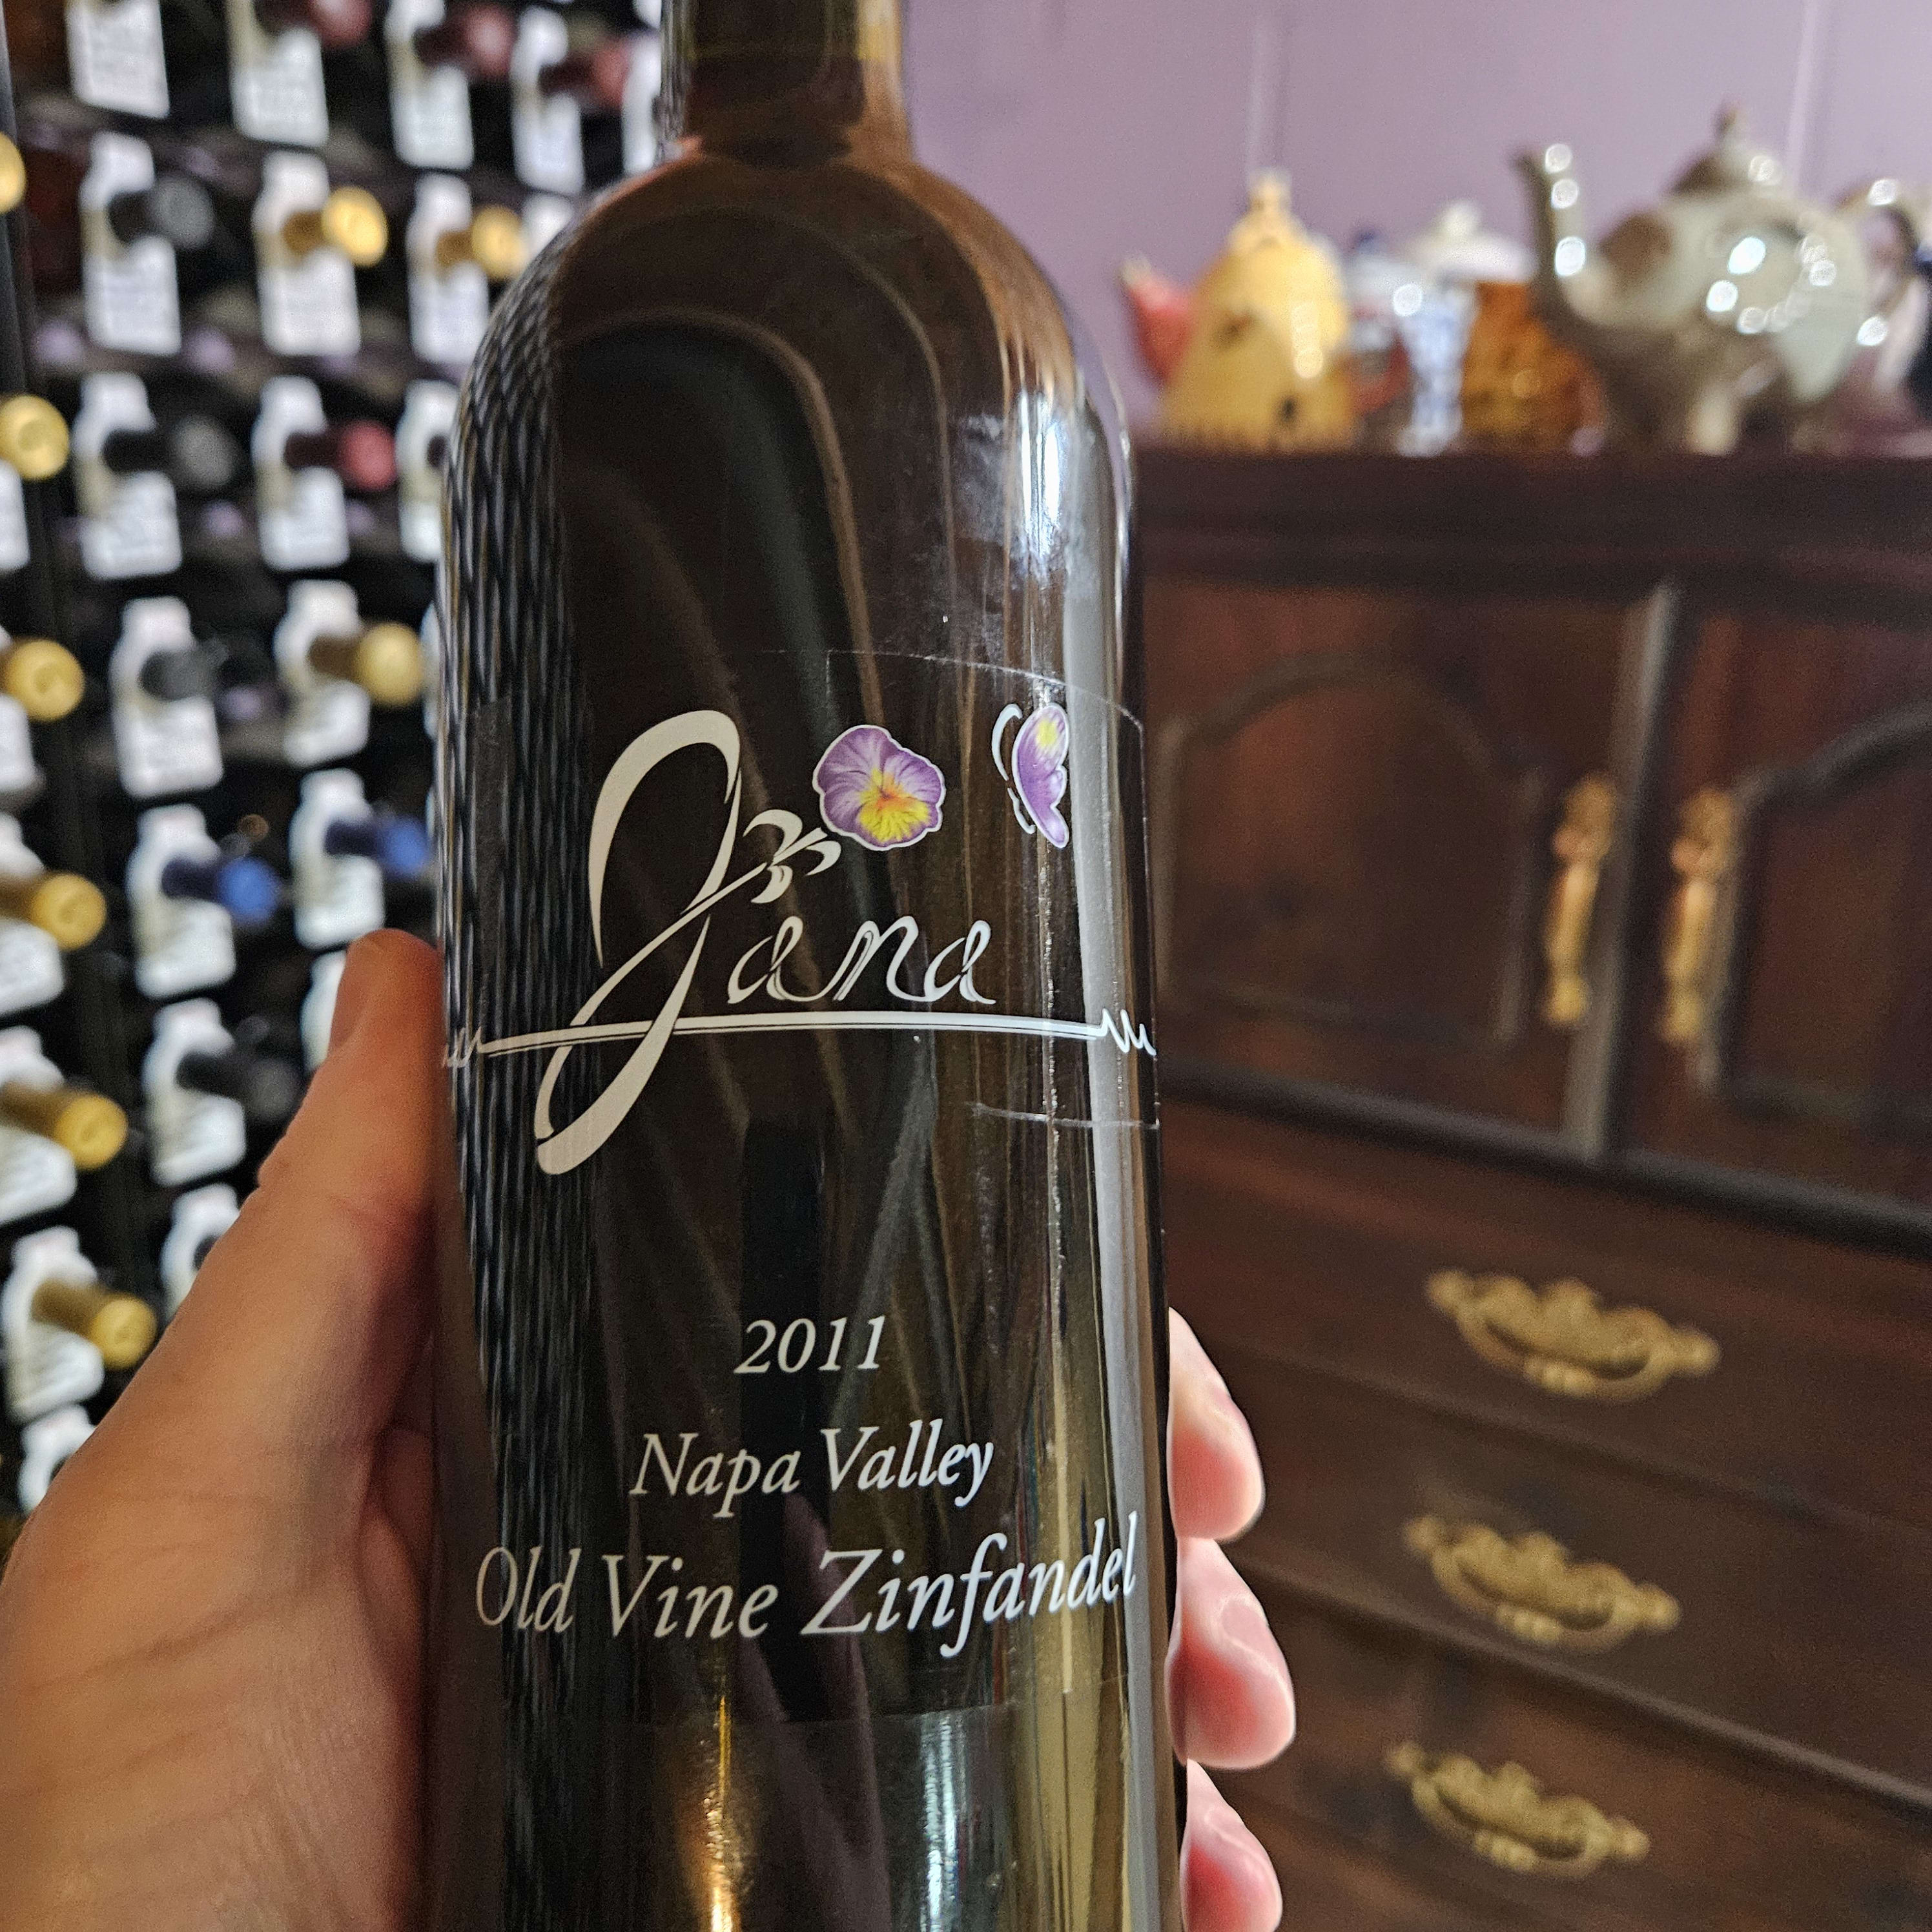 Jana
2011
Napa Valley
Old Vine Zinfandel